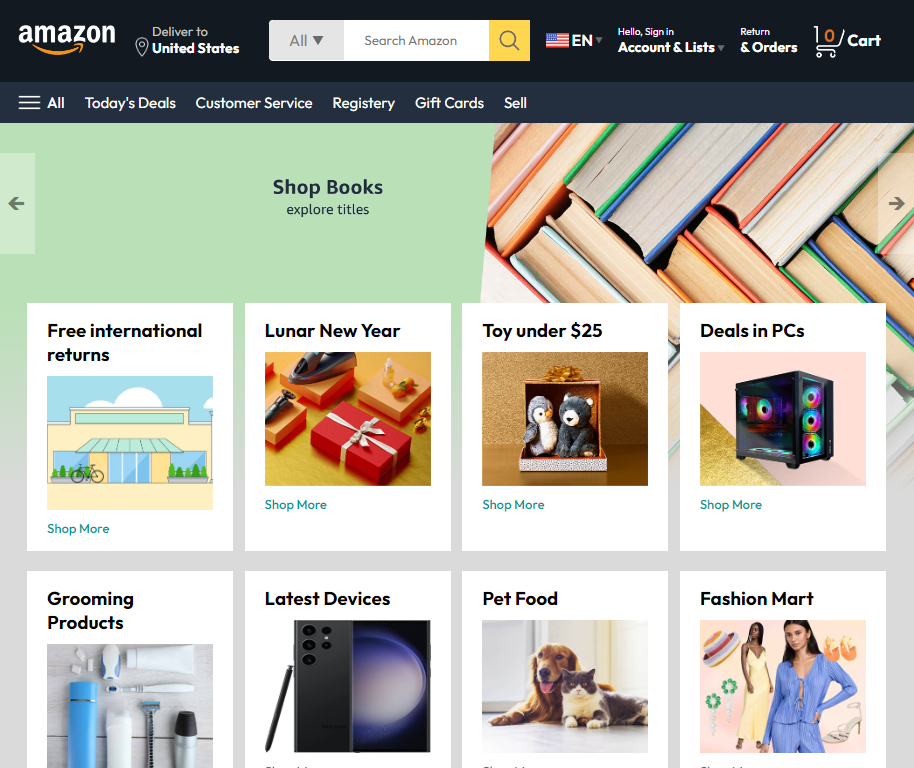 amazon
Deliver to
United States
All ▼
Search Amazon
EN ▾
Hello, Sign in
Account & Lists ▾
Return
& Orders
0
Cart
All
Today's Deals
Customer Service
Registery
Gift Cards
Sell
Shop Books
explore titles
Free international
returns
Shop More
Lunar New Year
Shop More
Toy under $25
Shop More
Deals in PCs
Shop More
Grooming
Products
Latest Devices
Pet Food
Fashion Mart